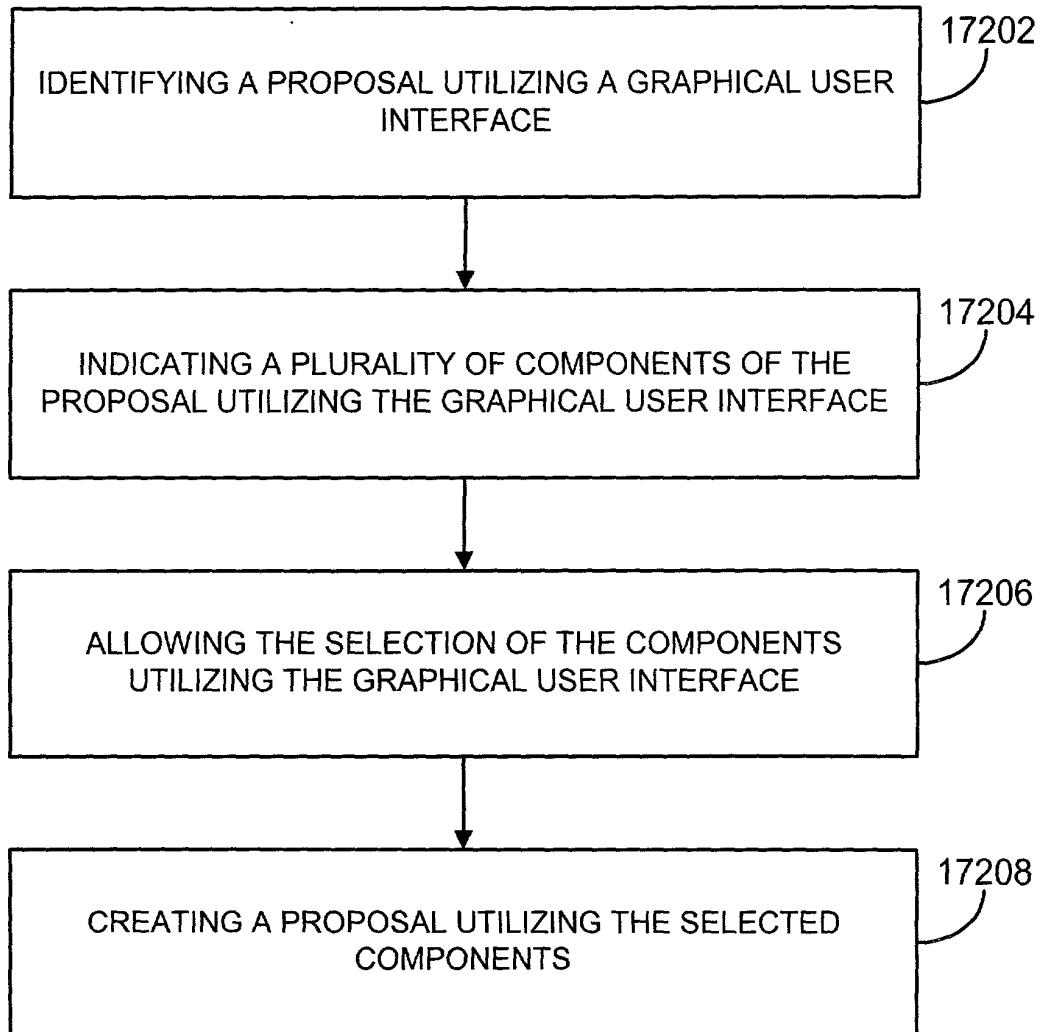 17202
IDENTIFYING A PROPOSAL UTILIZING A GRAPHICAL USER
INTERFACE
17204
INDICATING A PLURALITY OF COMPONENTS OF THE
PROPOSAL UTILIZING THE GRAPHICAL USER INTERFACE
17206
ALLOWING THE SELECTION OF THE COMPONENTS
UTILIZING THE GRAPHICAL USER INTERFACE
17208
CREATING A PROPOSAL UTILIZING THE SELECTED
COMPONENTS